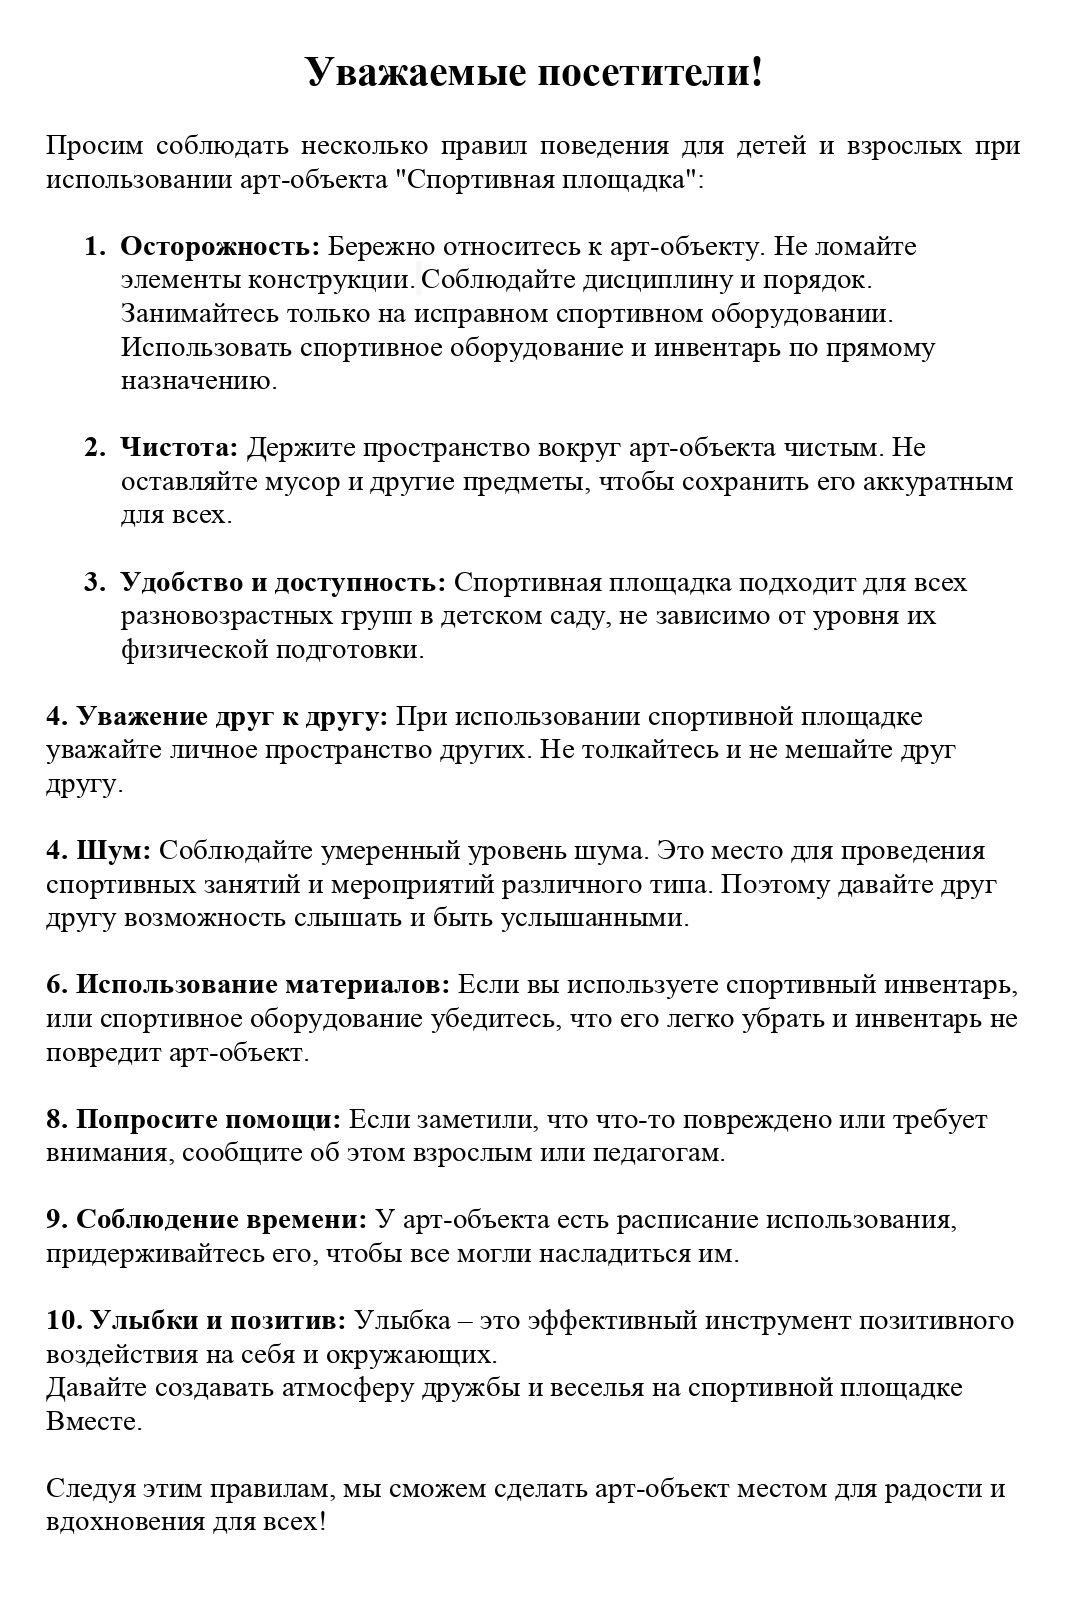 Уважаемые посетители!
Просим соблюдать несколько правил поведения для детей и взрослых при
использовании арт-объекта "Спортивная площадка":
1. Осторожность: Бережно относитесь к арт-объекту. Не ломайте
элементы конструкции. Соблюдайте дисциплину и порядок.
Занимайтесь только на исправном спортивном оборудовании.
Использовать спортивное оборудование и инвентарь по прямому
назначению.
2. Чистота: Держите пространство вокруг арт-объекта чистым. Не
оставляйте мусор и другие предметы, чтобы сохранить его аккуратным
для всех.
3. Удобство и доступность: Спортивная площадка подходит для всех
разновозрастных групп в детском саду, не зависимо от уровня их
физической подготовки.
4. Уважение друг к другу: При использовании спортивной площадке
уважайте личное пространство других. Не толкайтесь и не мешайте друг
другу.
4. Шум: Соблюдайте умеренный уровень шума. Это место для проведения
спортивных занятий и мероприятий различного типа. Поэтому давайте друг
другу возможность слышать и быть услышанными.
6. Использование материалов: Если вы используете спортивный инвентарь,
или спортивное оборудование убедитесь, что его легко убрать и инвентарь не
повредит арт-объект.
8. Попросите помощи: Если заметили, что что-то повреждено или требует
внимания, сообщите об этом взрослым или педагогам.
9. Соблюдение времени: У арт-объекта есть расписание использования,
придерживайтесь его, чтобы все могли насладиться им.
10. Улыбки и позитив: Улыбка – это эффективный инструмент позитивного
воздействия на себя и окружающих.
Давайте создавать атмосферу дружбы и веселья на спортивной площадке
Вместе.
Следуя этим правилам, мы сможем сделать арт-объект местом для радости и
вдохновения для всех!